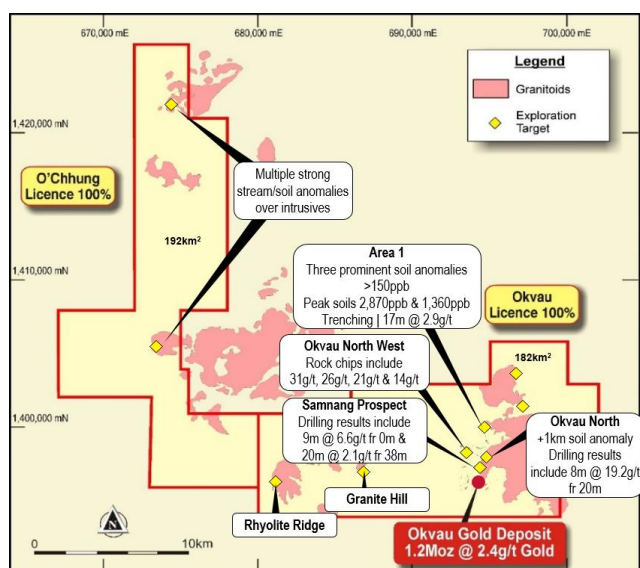 670,000 mE
680,000 mE
690,000 mE
700,000 mE
Legend
Granitoids
Exploration
Target
1,420,000 mN
O'Chhung
Licence 100%
Multiple strong
stream/soil anomalies
over intrusives
192km²
Area 1
Three prominent soil anomalies
>150ppb
Peak soils 2,870ppb & 1,360ppb
Trenching | 17m @ 2.9g/t
1,410,000 mN
Okvau
Licence 100%
Okvau North West
Rock chips include
31g/t, 26g/t, 21g/t & 14g/t
182km²
Samnang Prospect
Drilling results include
9m @ 6.6g/t fr 0m &
20m @ 2.1g/t fr 38m
1,400,000 mN
Okvau North
+1km soil anomaly
Drilling results
include 8m @ 19.2g/t
fr 20m
Granite Hill
Rhyolite Ridge
N
Okvau Gold Deposit
1.2Moz @ 2.4g/t Gold
0
10km